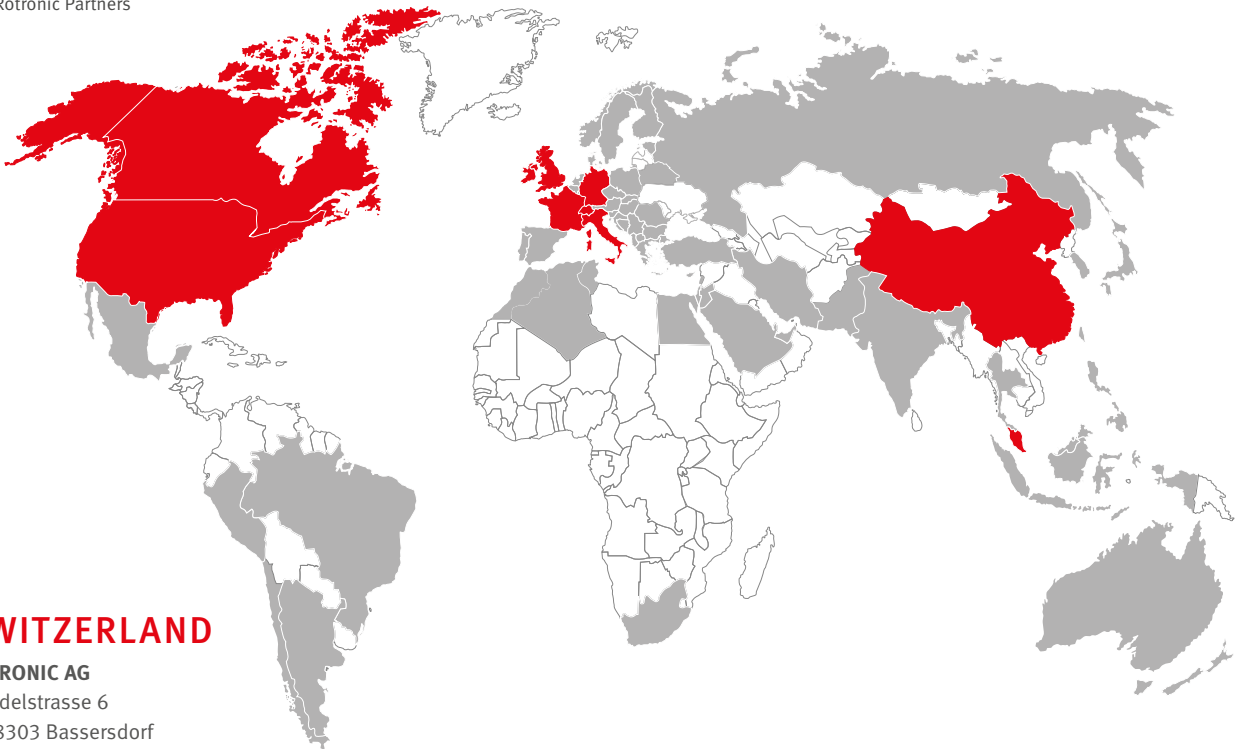 Rotronic Partners
WITZERLAND
RONIC AG
delstrasse 6
8303 Bassersdorf